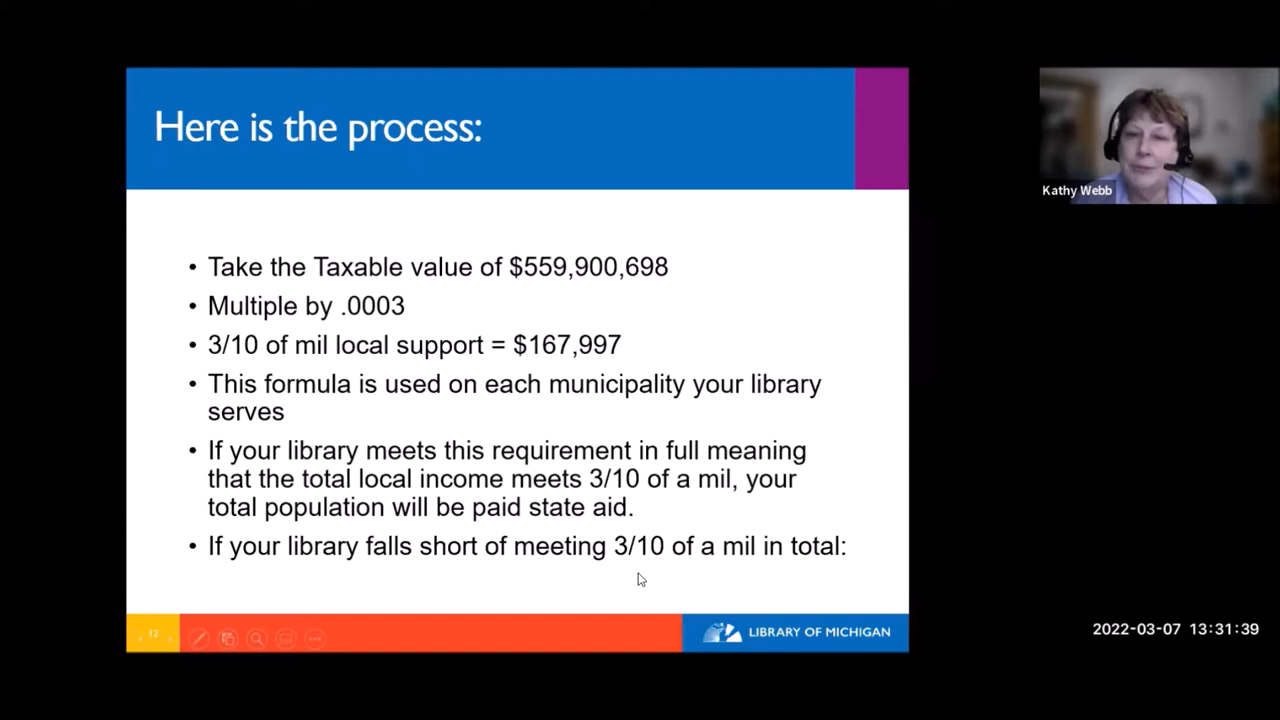 Here is the process:
• Take the Taxable value of $559,900,698
• Multiple by .0003
• 3/10 of mil local support = $167,997
• This formula is used on each municipality your library
serves
• If your library meets this requirement in full meaning
that the total local income meets 3/10 of a mil, your
total population will be paid state aid.
• If your library falls short of meeting 3/10 of a mil in total:
12
LIBRARY OF MICHIGAN
Kathy Webb
2022-03-07 13:31:39